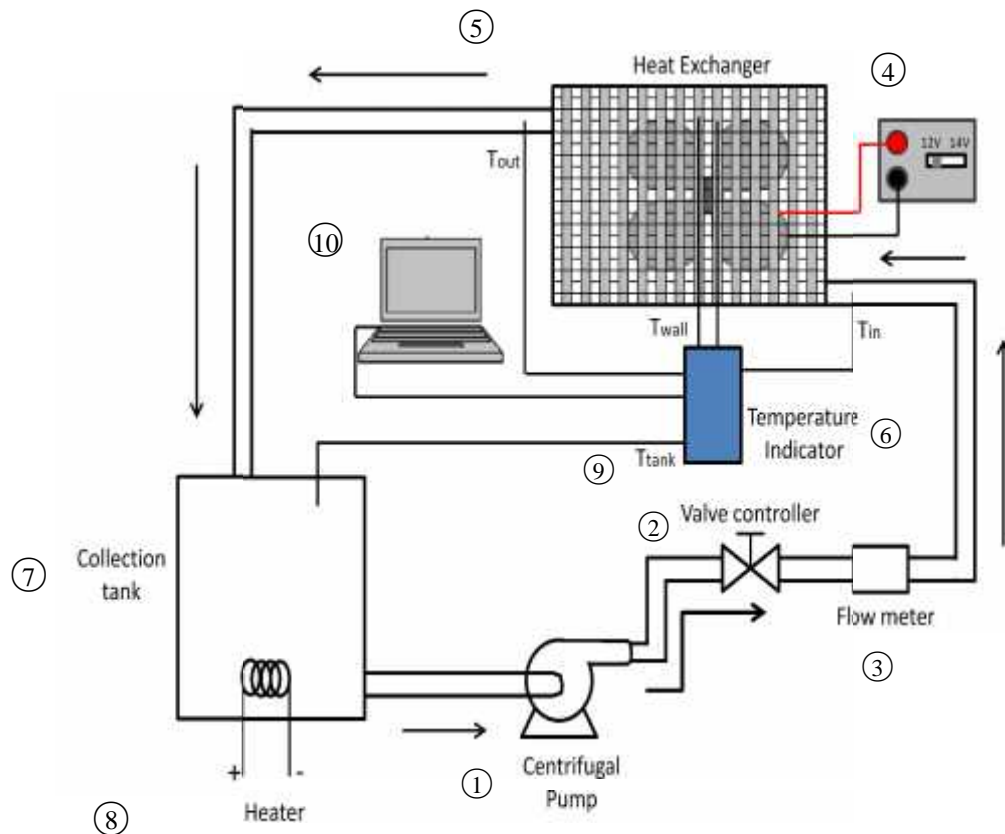 ⑤
Heat Exchanger
④
12V 14V
Tout
⑩
Twall
Tin
Temperature
Indicator
⑥
Ttank
⑨
②
Valve controller
⑦
Collection
tank
Flow meter
③
+ -
①
Centrifugal
Pump
Heater
⑧